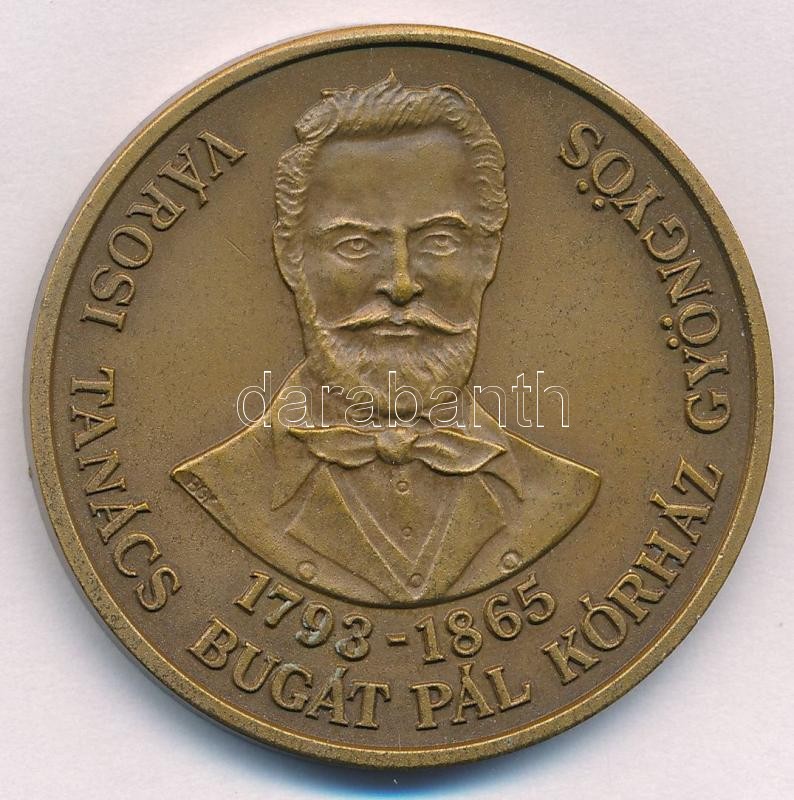 VÁROSI TANÁCS BUGÁT PÁL KÓRHÁZ GYÖNGYÖS
1793-1865
darabanth